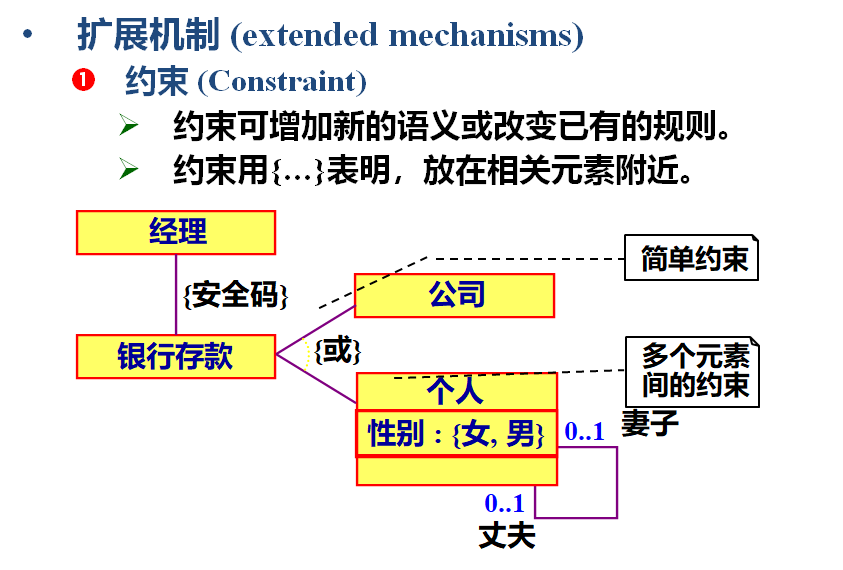 • 扩展机制 (extended mechanisms)
1 约束 (Constraint)
➢ 约束可增加新的语义或改变已有的规则。
➢ 约束用{…}表明，放在相关元素附近。
经理
{安全码}
银行存款
公司
{或}
个人
性别：{女, 男}
0..1
妻子
0..1
丈夫
简单约束
多个元素
间的约束